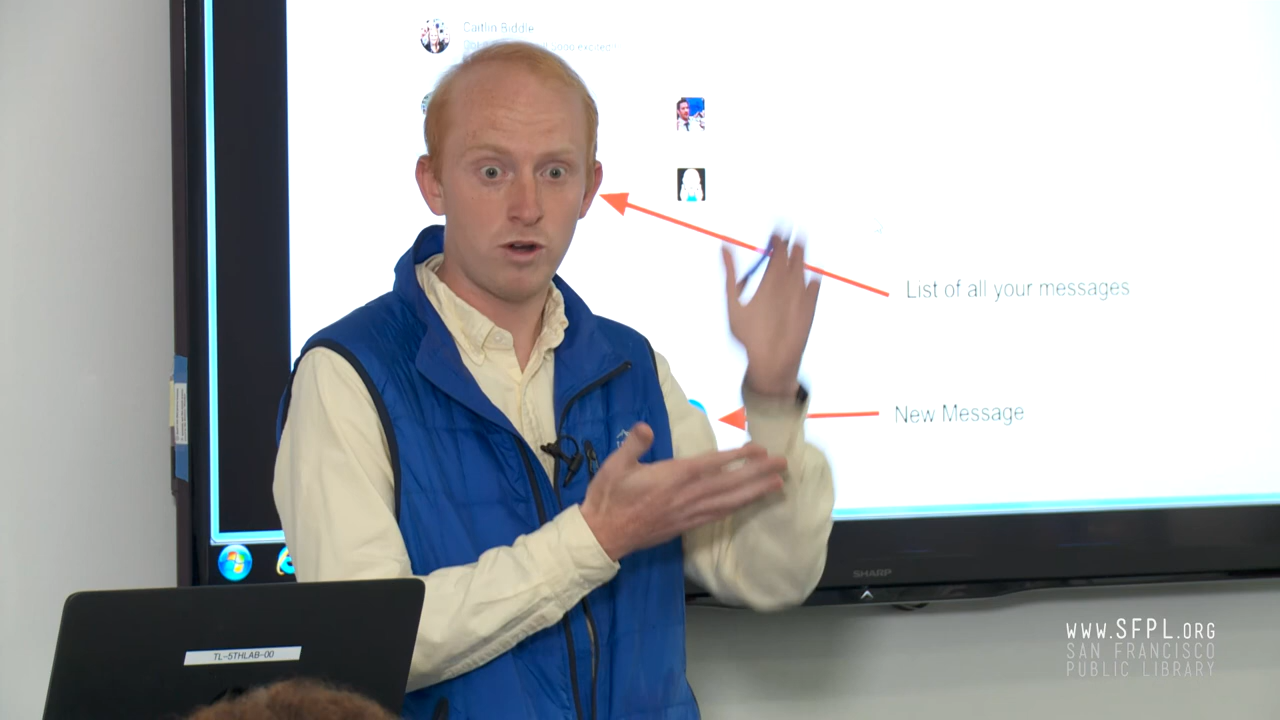 Caitlin Biddle
expired?
List of all your messages
New Message
SHARP
TL-5THLAB-00
www.SFPL.org
SAN FRANCISCO
PUBLIC LIBRARY